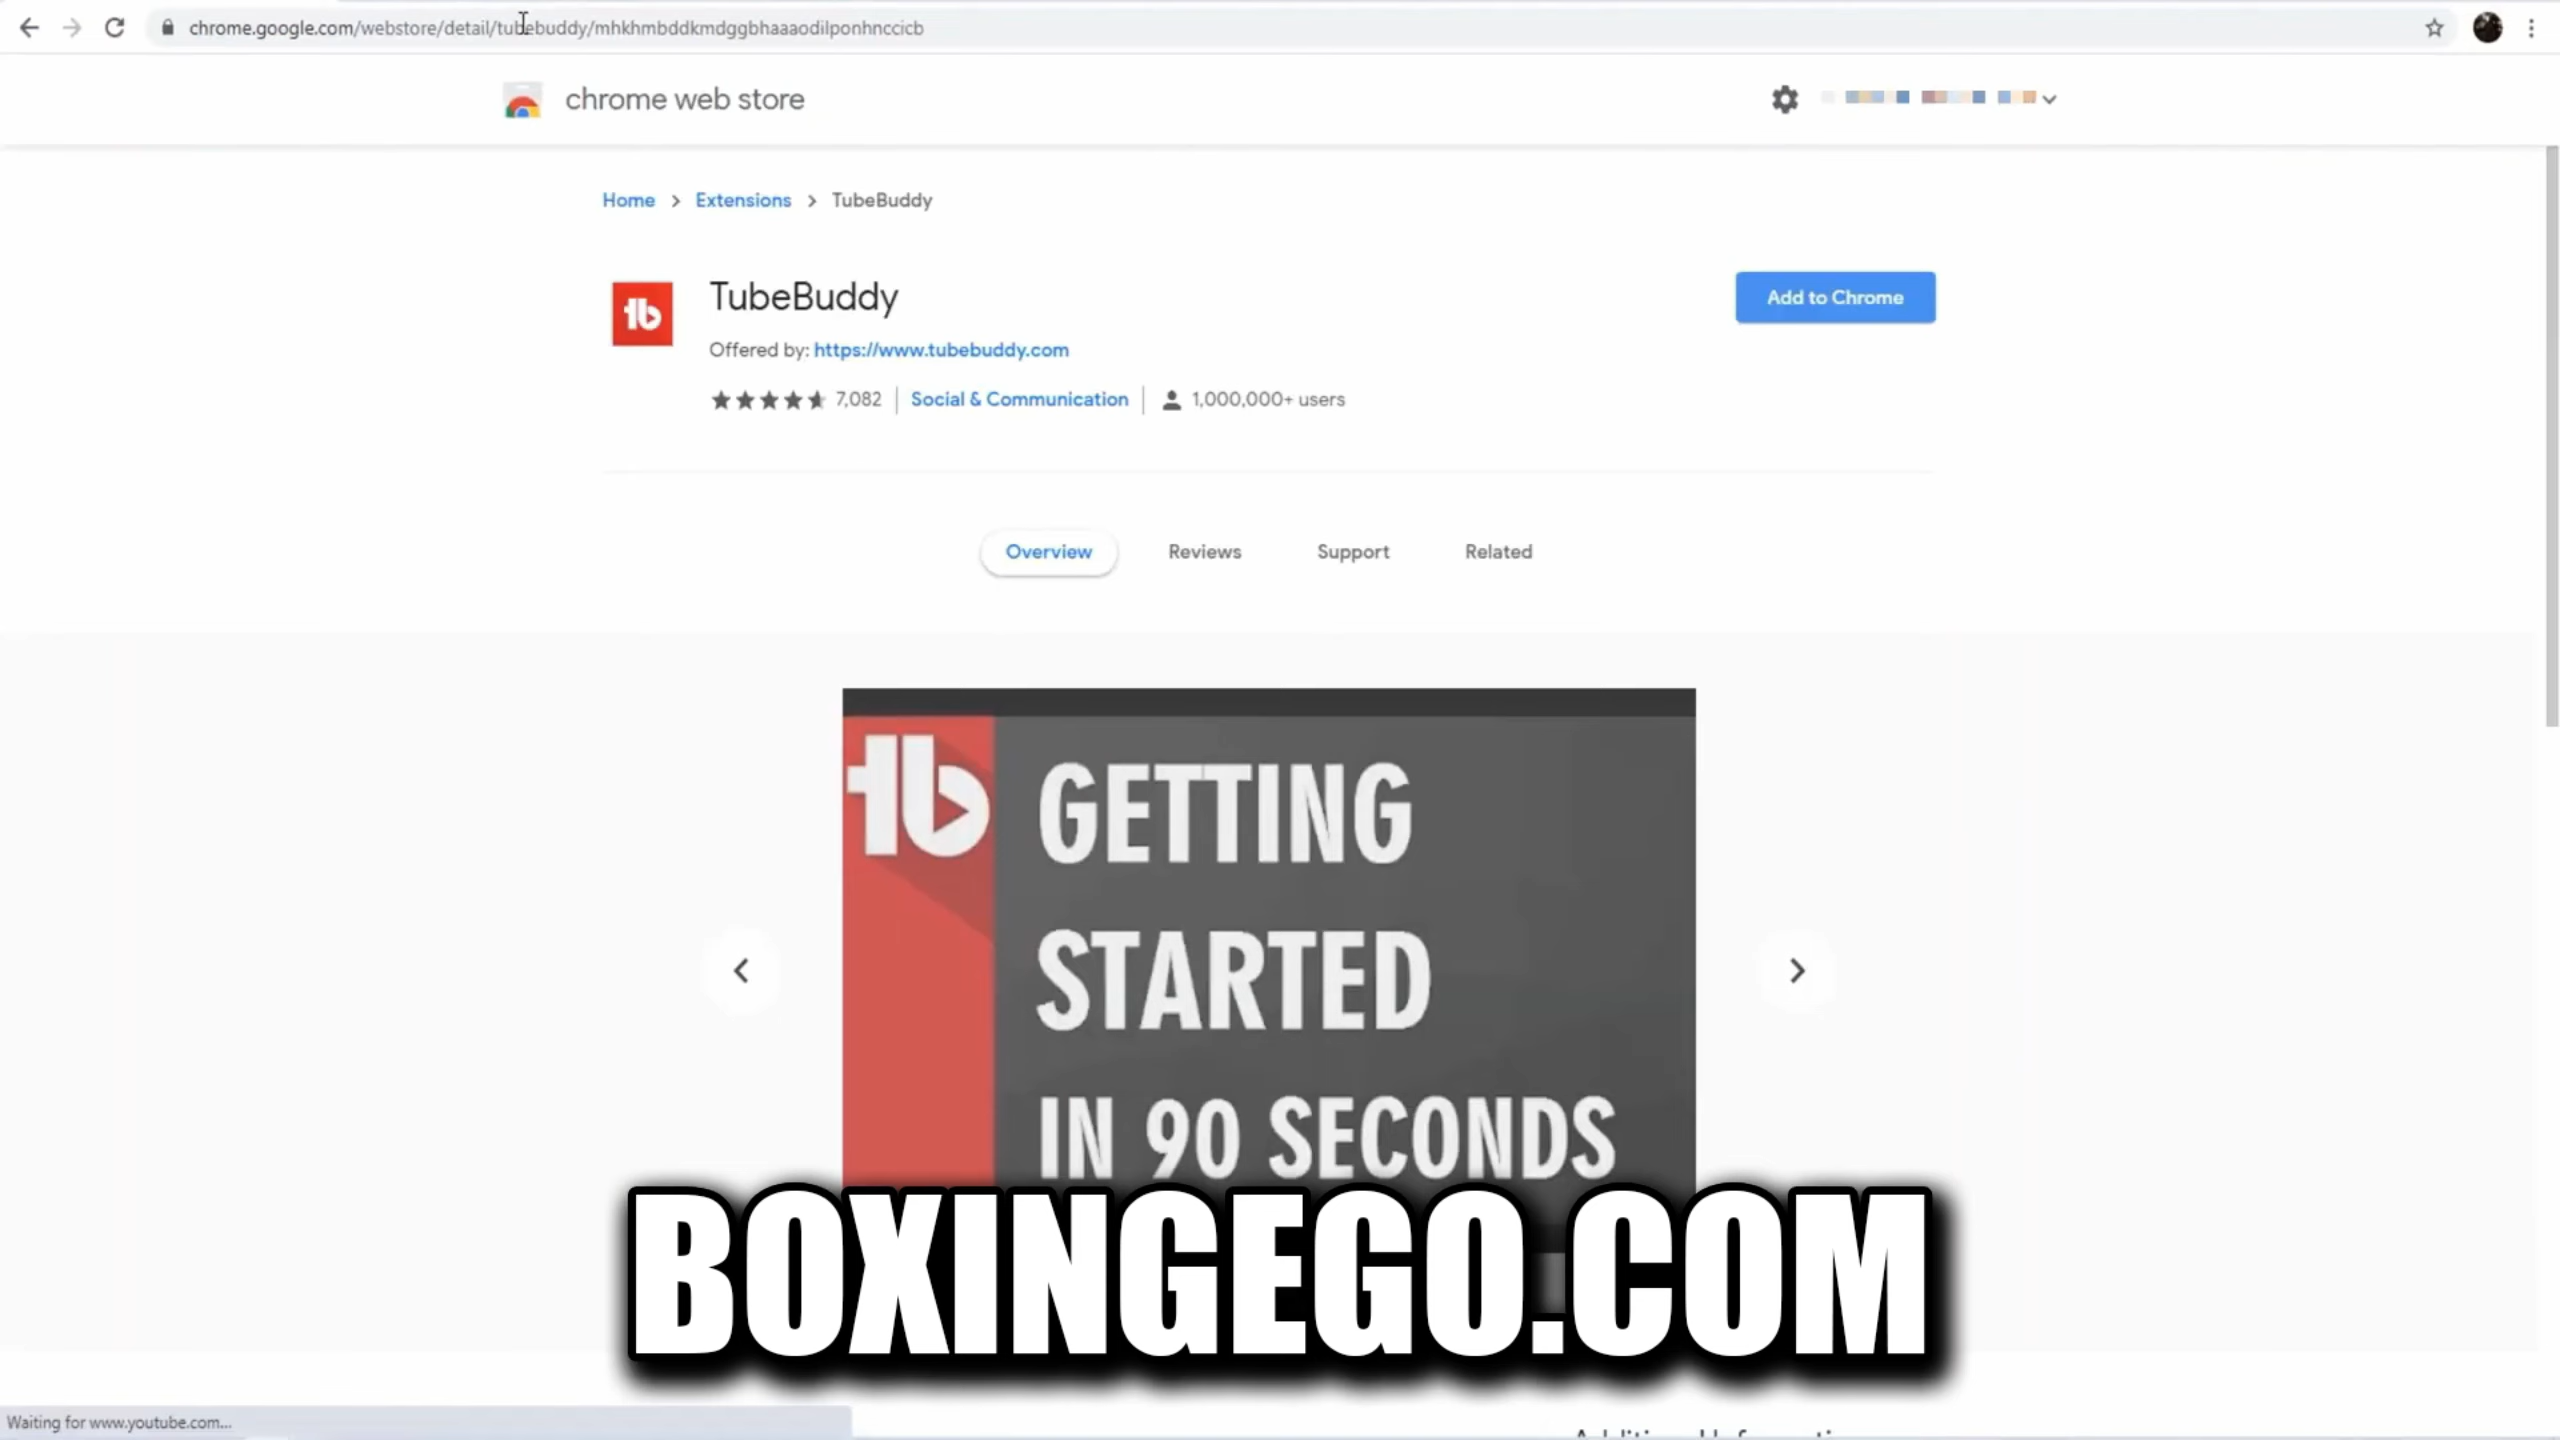 chrome.google.com/webstore/detail/tubebuddy/mhkhmbddkmdggbhaaaodilponhnccicb
chrome web store
Home > Extensions > TubeBuddy
TubeBuddy
Add to Chrome
Offered by: https://www.tubebuddy.com
7,082 | Social & Communication | 1,000,000+ users
Overview Reviews Support Related
tb
GETTING
STARTED
IN 90 SECONDS
BOXINGEGO.COM
Waiting for www.youtube.com...